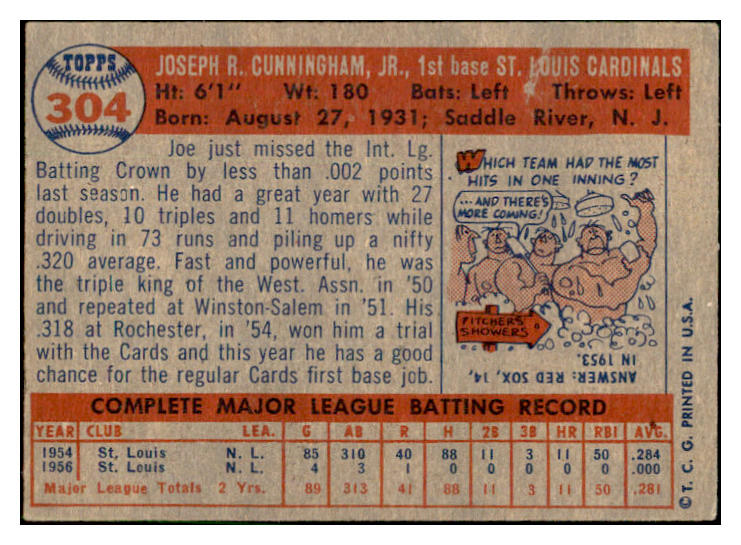 TOPPS
304
JOSEPH R. CUNNINGHAM, JR., 1st base ST. LOUIS CARDINALS
Ht: 6'1" Wt: 180 Bats: Left Throws: Left
Born: August 27, 1931; Saddle River, N. J.
Joe just missed the Int. Lg.
Batting Crown by less than .002 points
last season. He had a great year with 27
doubles, 10 triples and 11 homers while
driving in 73 runs and piling up a nifty
.320 average. Fast and powerful, he was
the triple king of the West. Assn. in '50
and repeated at Winston-Salem in '51. His
.318 at Rochester, in '54, won him a trial
with the Cards and this year he has a good
chance for the regular Cards first base job.
WHICH TEAM HAD THE MOST
HITS IN ONE INNING?
...AND THERE'S
MORE COMING!
PITCHERS'
SHOWERS
ANSWER: RED SOX, 14,
IN 1953.
COMPLETE MAJOR LEAGUE BATTING RECORD
YEAR CLUB LEA. G AB R H 2B 3B HR RBI AVG.
1954 St. Louis N. L. 85 310 40 88 11 3 11 50 .284
1956 St. Louis N. L. 4 3 1 0 0 0 0 0 .000
Major League Totals 2 Yrs. 89 313 41 88 11 3 11 50 .281
© T. C. G. PRINTED IN U.S.A.